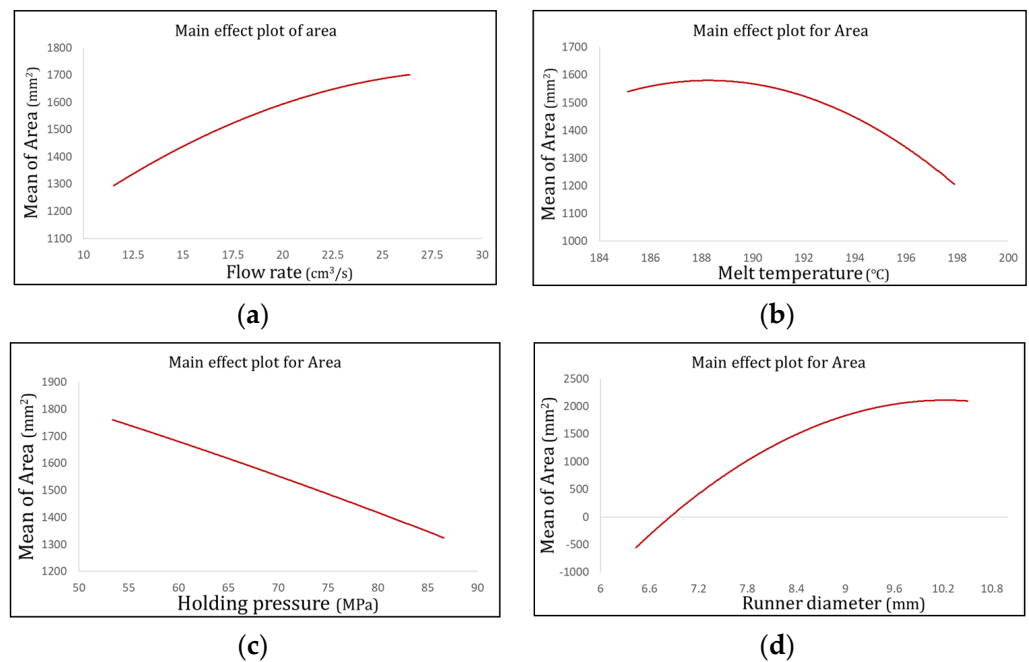 Main effect plot of area
Mean of Area (mm²)
1800
1700
1600
1500
1400
1300
1200
1100
10 12.5 15 17.5 20 22.5 25 27.5 30
Flow rate (cm³/s)
(a)
Main effect plot for Area
Mean of Area (mm²)
1700
1600
1500
1400
1300
1200
1100
1000
184 186 188 190 192 194 196 198 200
Melt temperature (℃)
(b)
Main effect plot for Area
Mean of Area (mm²)
1900
1800
1700
1600
1500
1400
1300
1200
50 55 60 65 70 75 80 85 90
Holding pressure (MPa)
(c)
Main effect plot for Area
Mean of Area (mm²)
2500
2000
1500
1000
500
0
-500
-1000
6 6.6 7.2 7.8 8.4 9 9.6 10.2 10.8
Runner diameter (mm)
(d)